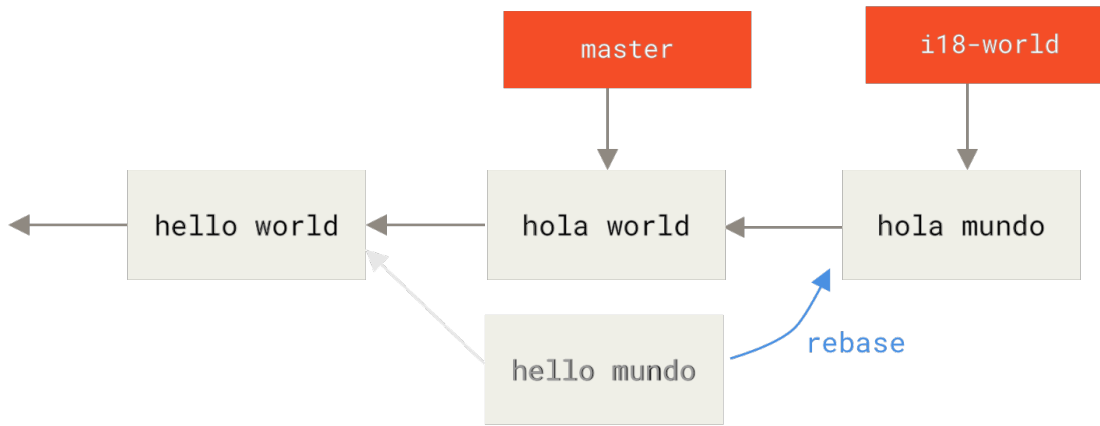 master
i18-world
hello world
hola world
hola mundo
rebase
hello mundo